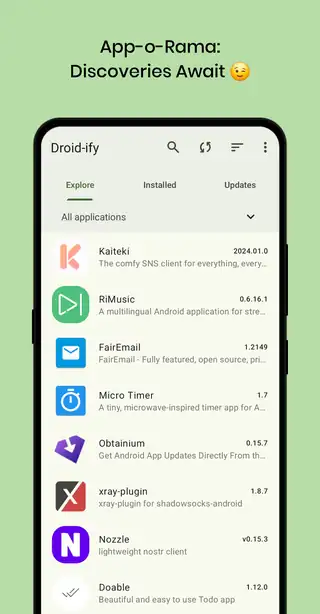 App-o-Rama:
Discoveries Await 😉
Droid-ify
Explore Installed Updates
All applications
Kaiteki 2024.01.0
The comfy SNS client for everything, every…
RiMusic 0.6.16.1
A multilingual Android application for stre…
FairEmail 1.2149
FairEmail - Fully featured, open source, pri…
Micro Timer 1.7
A tiny, microwave-inspired timer app for A…
Obtainium 0.15.7
Get Android App Updates Directly From th…
xray-plugin 1.8.7
xray-plugin for shadowsocks-android
Nozzle v0.15.3
lightweight nostr client
Doable 1.12.0
Beautiful and easy to use Todo app